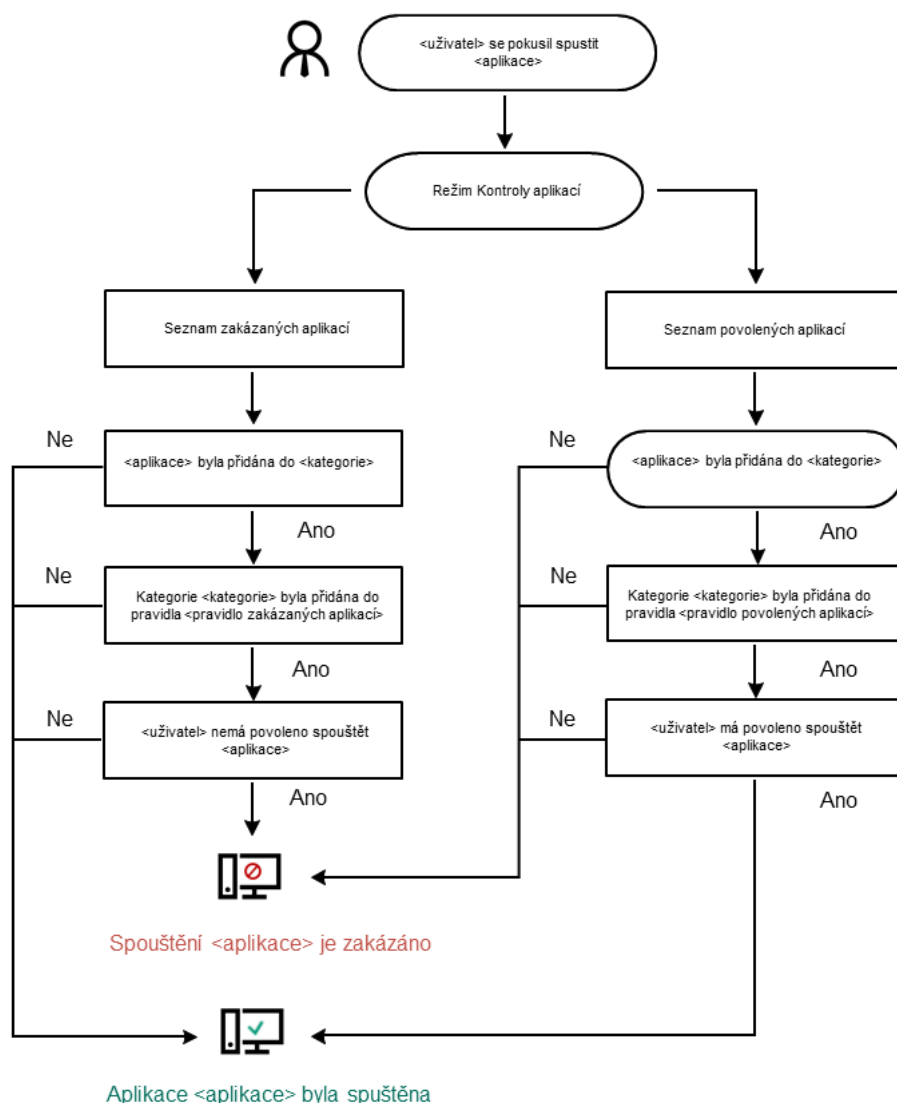 <uživatel> se pokusil spustit
<aplikace>
Režim Kontroly aplikací
Seznam zakázaných aplikací
Seznam povolených aplikací
Ne
<aplikace> byla přidána do <kategorie>
Ne
<aplikace> byla přidána do <kategorie>
Ano
Ano
Ne
Kategorie <kategorie> byla přidána do
pravidla <pravidlo zakázaných aplikací>
Ne
Kategorie <kategorie> byla přidána do
pravidla <pravidlo povolených aplikací>
Ano
Ano
Ne
<uživatel> nemá povoleno spouštět
<aplikace>
Ne
<uživatel> má povoleno spouštět
<aplikace>
Ano
Ano
Spouštění <aplikace> je zakázáno
Aplikace <aplikace> byla spuštěna